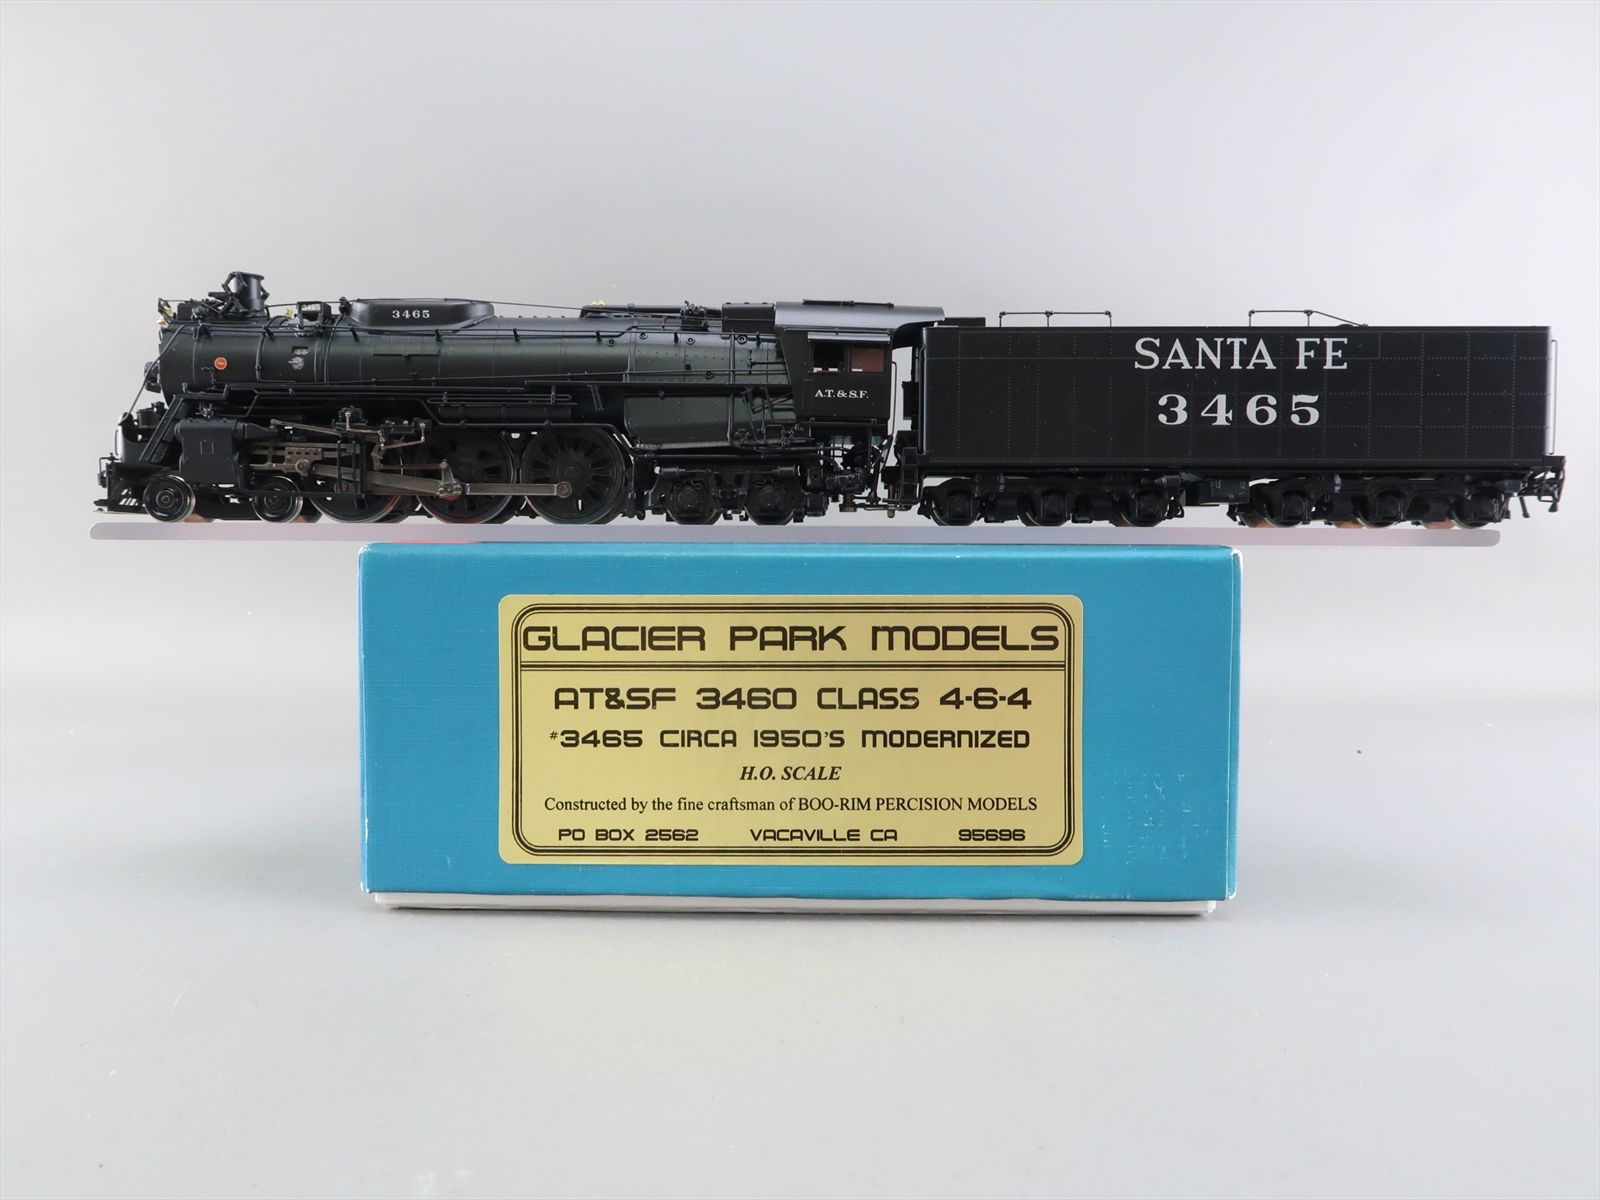 3465
A.T.&S.F.
SANTA FE
3465
GLACIER PARK MODELS
AT&SF 3460 CLASS 4-6-4
#3465 CIRCA 1950'S MODERNIZED
H.O. SCALE
Constructed by the fine craftsman of BOO-RIM PERCISION MODELS
PO BOX 2562 VACAVILLE CA 95696